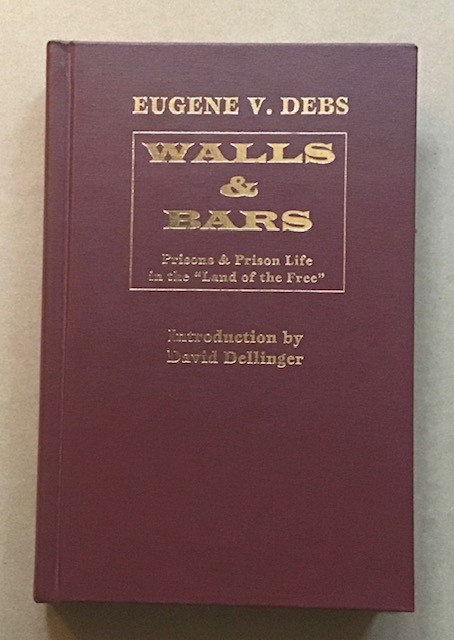 EUGENE V. DEBS
WALLS
&
BARS
Prisons & Prison Life
in the "Land of the Free"
Introduction by
David Dellinger